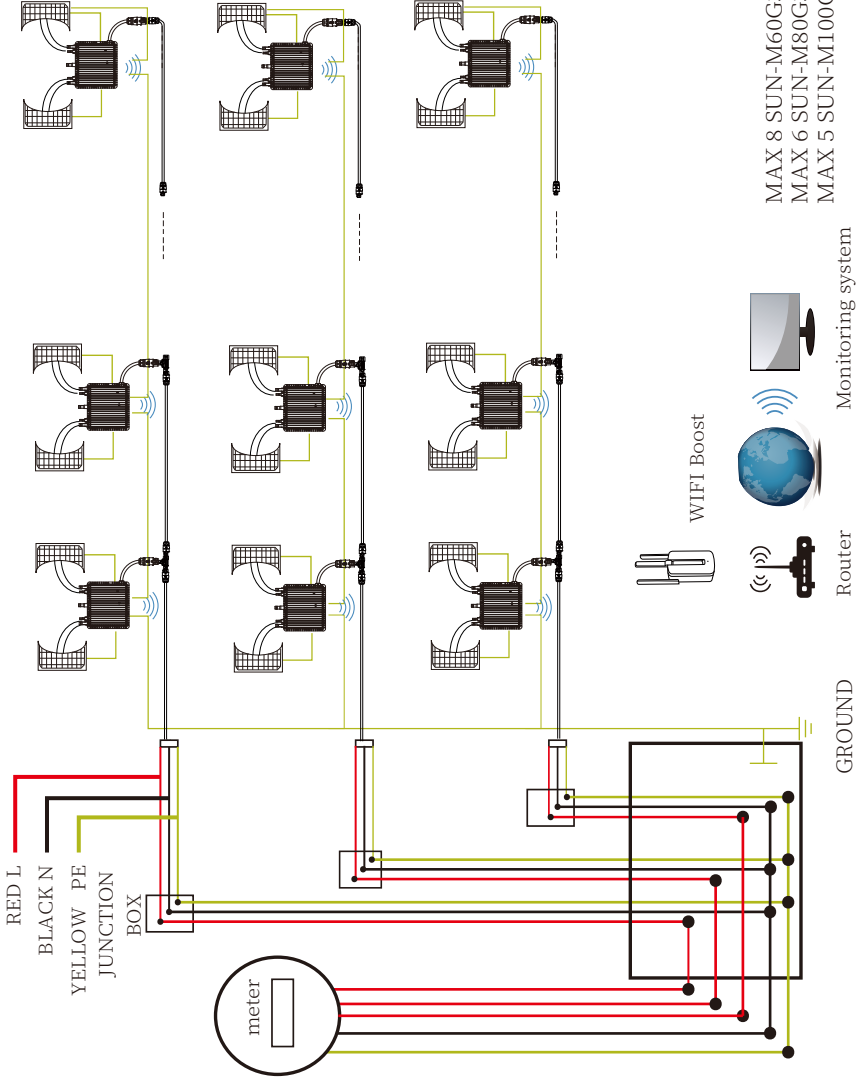 RED L
BLACK N
YELLOW PE
JUNCTION
BOX
meter
GROUND
Router
WIFI Boost
Monitoring system
MAX 8 SUN-M60G
MAX 6 SUN-M80G
MAX 5 SUN-M100G